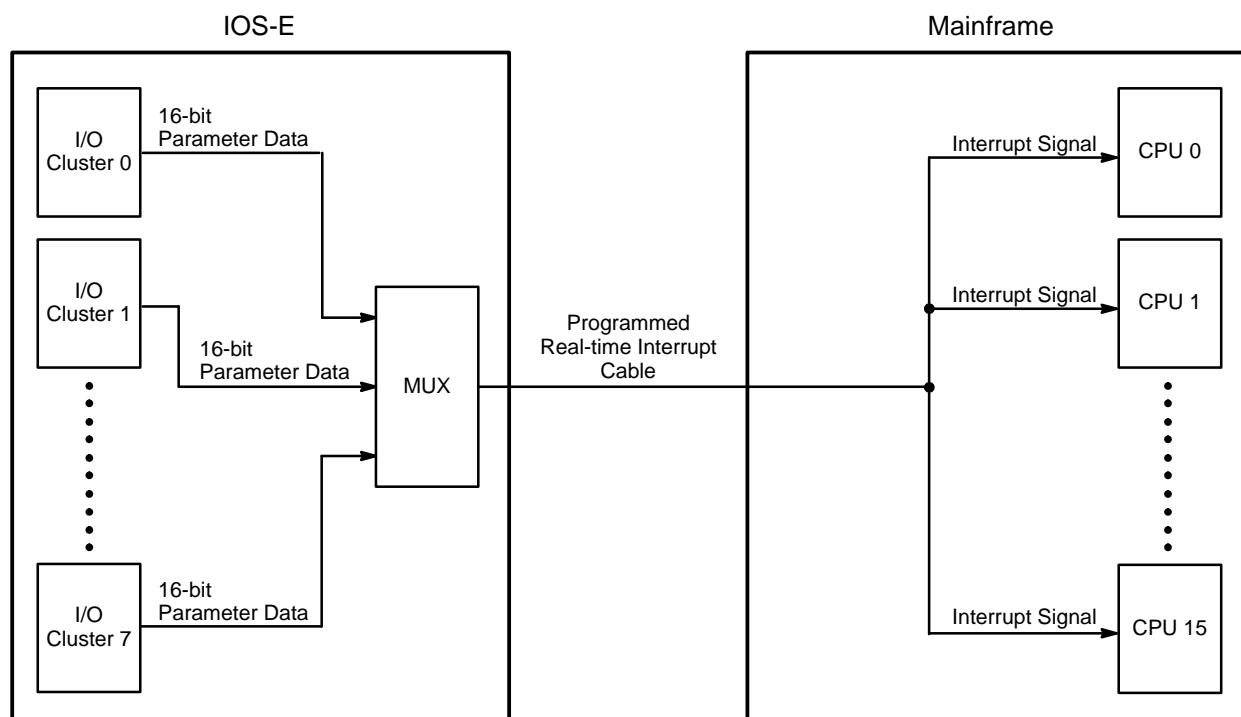 IOS-E
Mainframe
I/O
Cluster 0
16-bit
Parameter Data
I/O
Cluster 1
16-bit
Parameter Data
I/O
Cluster 7
16-bit
Parameter Data
MUX
Programmed
Real-time Interrupt
Cable
Interrupt Signal
CPU 0
Interrupt Signal
CPU 1
Interrupt Signal
CPU 15